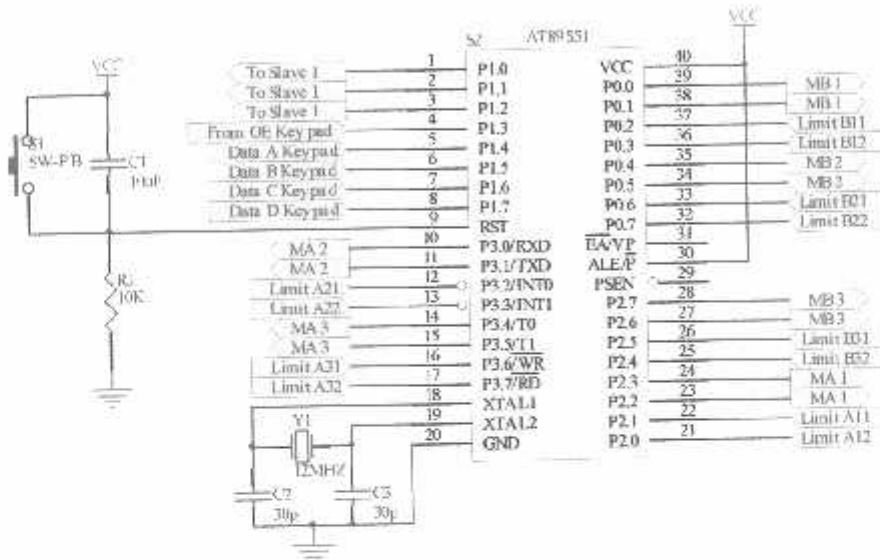 AT89S51
VCC
VCC
S1
SW-PB
C1
R3
10K
To Slave 1
To Slave 1
To Slave 1
From OE Keypad
Data A Keypad
Data B Keypad
Data C Keypad
Data D Keypad
MA 2
MA 2
Limit A21
Limit A22
MA 3
MA 3
Limit A31
Limit A32
1
2
3
4
5
6
7
8
9
10
11
12
13
14
15
16
17
18
19
20
P1.0
P1.1
P1.2
P1.3
P1.4
P1.5
P1.6
P1.7
RST
P3.0/RXD
P3.1/TXD
P3.2/INT0
P3.3/INT1
P3.4/T0
P3.5/T1
P3.6/WR
P3.7/RD
XTAL1
XTAL2
GND
VCC
P0.0
P0.1
P0.2
P0.3
P0.4
P0.5
P0.6
P0.7
EA/VP
ALE/P
PSEN
P2.7
P2.6
P2.5
P2.4
P2.3
P2.2
P2.1
P2.0
40
39
38
37
36
35
34
33
32
31
30
29
28
27
26
25
24
23
22
21
MB 1
MB 1
Limit B11
Limit B12
MB 2
MB 2
Limit B21
Limit B22
MB 3
MB 3
Limit B31
Limit B32
MA 1
MA 1
Limit A11
Limit A12
Y1
12MHZ
C2
30p
C3
30p